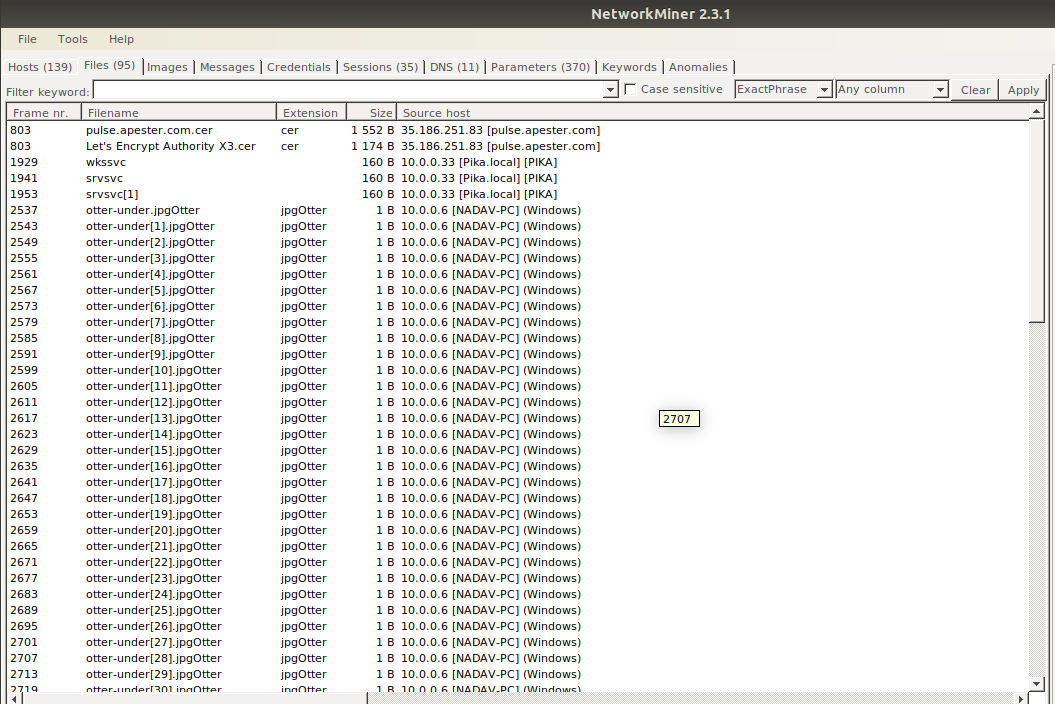 NetworkMiner 2.3.1
File Tools Help
Hosts (139) Files (95) Images Messages Credentials Sessions (35) DNS (11) Parameters (370) Keywords Anomalies
Filter keyword: Case sensitive ExactPhrase Any column Clear Apply
Frame nr. Filename Extension Size Source host
803 pulse.apester.com.cer cer 1 552 B 35.186.251.83 [pulse.apester.com]
803 Let's Encrypt Authority X3.cer cer 1 174 B 35.186.251.83 [pulse.apester.com]
1929 wkssvc 160 B 10.0.0.33 [Pika.local] [PIKA]
1941 srvsvc 160 B 10.0.0.33 [Pika.local] [PIKA]
1953 srvsvc[1] 160 B 10.0.0.33 [Pika.local] [PIKA]
2537 otter-under.jpgOtter jpgOtter 1 B 10.0.0.6 [NADAV-PC] (Windows)
2543 otter-under[1].jpgOtter jpgOtter 1 B 10.0.0.6 [NADAV-PC] (Windows)
2549 otter-under[2].jpgOtter jpgOtter 1 B 10.0.0.6 [NADAV-PC] (Windows)
2555 otter-under[3].jpgOtter jpgOtter 1 B 10.0.0.6 [NADAV-PC] (Windows)
2561 otter-under[4].jpgOtter jpgOtter 1 B 10.0.0.6 [NADAV-PC] (Windows)
2567 otter-under[5].jpgOtter jpgOtter 1 B 10.0.0.6 [NADAV-PC] (Windows)
2573 otter-under[6].jpgOtter jpgOtter 1 B 10.0.0.6 [NADAV-PC] (Windows)
2579 otter-under[7].jpgOtter jpgOtter 1 B 10.0.0.6 [NADAV-PC] (Windows)
2585 otter-under[8].jpgOtter jpgOtter 1 B 10.0.0.6 [NADAV-PC] (Windows)
2591 otter-under[9].jpgOtter jpgOtter 1 B 10.0.0.6 [NADAV-PC] (Windows)
2599 otter-under[10].jpgOtter jpgOtter 1 B 10.0.0.6 [NADAV-PC] (Windows)
2605 otter-under[11].jpgOtter jpgOtter 1 B 10.0.0.6 [NADAV-PC] (Windows)
2611 otter-under[12].jpgOtter jpgOtter 1 B 10.0.0.6 [NADAV-PC] (Windows)
2617 otter-under[13].jpgOtter jpgOtter 1 B 10.0.0.6 [NADAV-PC] (Windows) 2707
2623 otter-under[14].jpgOtter jpgOtter 1 B 10.0.0.6 [NADAV-PC] (Windows)
2629 otter-under[15].jpgOtter jpgOtter 1 B 10.0.0.6 [NADAV-PC] (Windows)
2635 otter-under[16].jpgOtter jpgOtter 1 B 10.0.0.6 [NADAV-PC] (Windows)
2641 otter-under[17].jpgOtter jpgOtter 1 B 10.0.0.6 [NADAV-PC] (Windows)
2647 otter-under[18].jpgOtter jpgOtter 1 B 10.0.0.6 [NADAV-PC] (Windows)
2653 otter-under[19].jpgOtter jpgOtter 1 B 10.0.0.6 [NADAV-PC] (Windows)
2659 otter-under[20].jpgOtter jpgOtter 1 B 10.0.0.6 [NADAV-PC] (Windows)
2665 otter-under[21].jpgOtter jpgOtter 1 B 10.0.0.6 [NADAV-PC] (Windows)
2671 otter-under[22].jpgOtter jpgOtter 1 B 10.0.0.6 [NADAV-PC] (Windows)
2677 otter-under[23].jpgOtter jpgOtter 1 B 10.0.0.6 [NADAV-PC] (Windows)
2683 otter-under[24].jpgOtter jpgOtter 1 B 10.0.0.6 [NADAV-PC] (Windows)
2689 otter-under[25].jpgOtter jpgOtter 1 B 10.0.0.6 [NADAV-PC] (Windows)
2695 otter-under[26].jpgOtter jpgOtter 1 B 10.0.0.6 [NADAV-PC] (Windows)
2701 otter-under[27].jpgOtter jpgOtter 1 B 10.0.0.6 [NADAV-PC] (Windows)
2707 otter-under[28].jpgOtter jpgOtter 1 B 10.0.0.6 [NADAV-PC] (Windows)
2713 otter-under[29].jpgOtter jpgOtter 1 B 10.0.0.6 [NADAV-PC] (Windows)
2719 otter-under[30].jpgOtter jpgOtter 1 B 10.0.0.6 [NADAV-PC] (Windows)